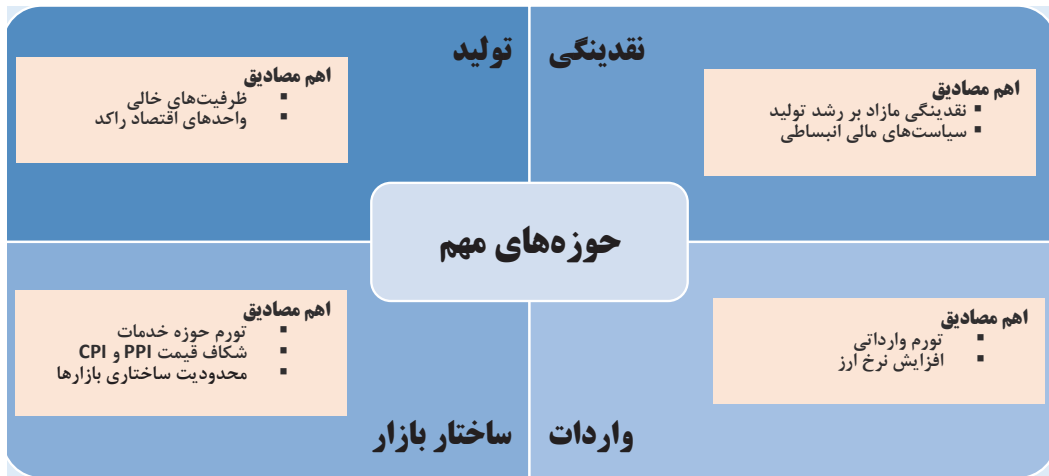 نقدینگی
اهم مصادیق
▪ نقدینگی مازاد بر رشد تولید
▪ سیاست‌های مالی انبساطی
تولید
اهم مصادیق
▪ ظرفیت‌های خالی
▪ واحدهای اقتصاد راکد
حوزه‌های مهم
اهم مصادیق
▪ تورم وارداتی
▪ افزایش نرخ ارز
واردات
اهم مصادیق
▪ تورم حوزه خدمات
▪ شکاف قیمت PPI و CPI
▪ محدودیت ساختاری بازارها
ساختار بازار